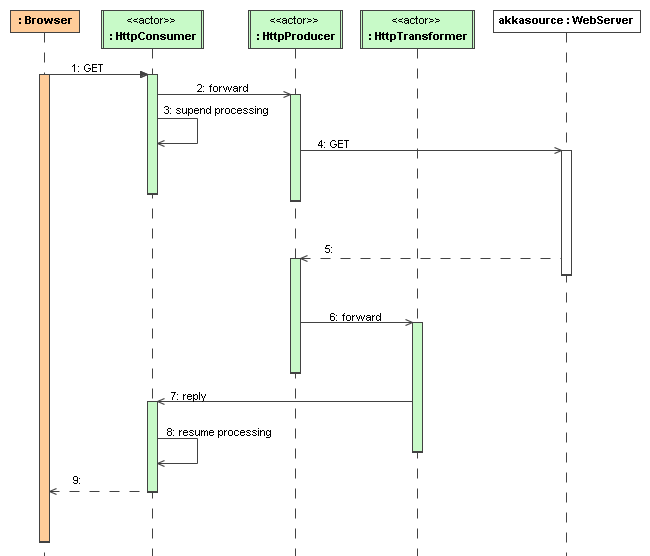 : Browser
<<actor>>
: HttpConsumer
<<actor>>
: HttpProducer
<<actor>>
: HttpTransformer
akkasource : WebServer
1: GET
2: forward
3: supend processing
4: GET
5:
6: forward
7: reply
8: resume processing
9: